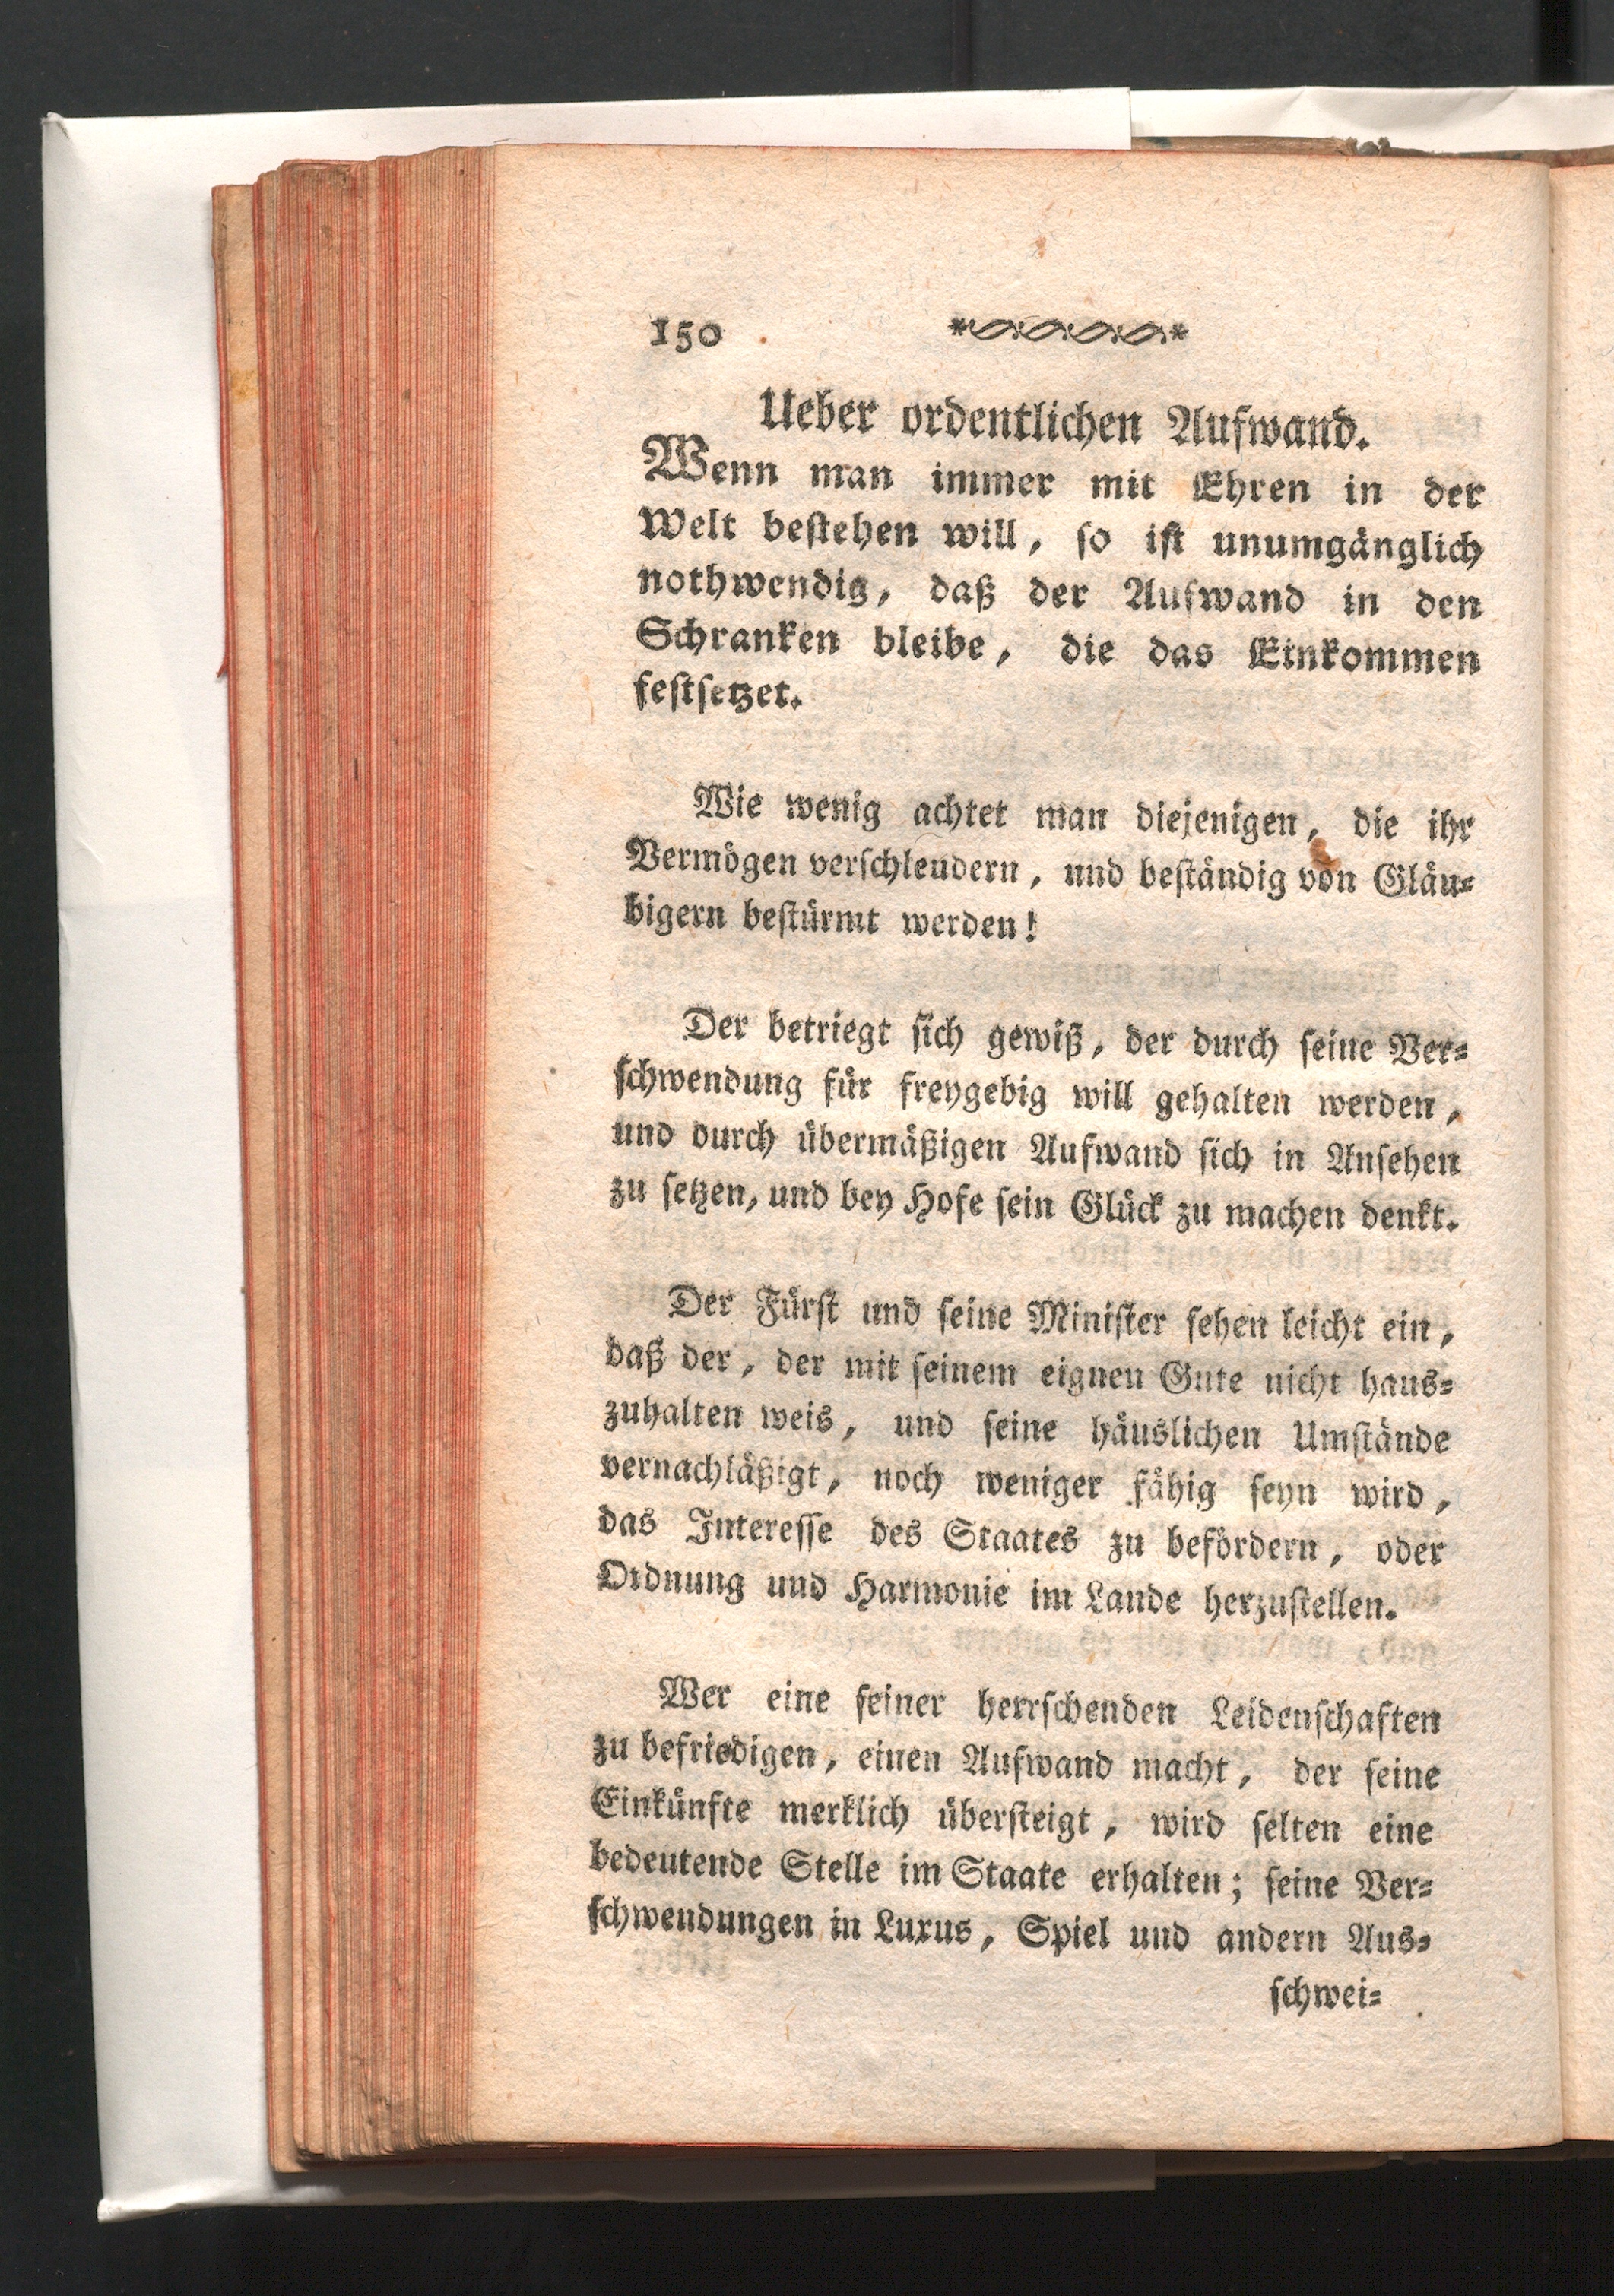 150
Ueber ordentlichen Aufwand.
Wenn man immer mit Ehren in der
Welt beſtehen will, ſo iſt unumgänglich
nothwendig, daß der Aufwand in den
Schranken bleibe, die das Einkommen
feſtſetzet.
Wie wenig achtet man diejenigen, die ihr
Vermögen verſchleudern, und beſtändig von Gläu⸗
bigern beſtürmt werden!
Der betriegt ſich gewiß, der durch ſeine Ver⸗
ſchwendung für freygebig will gehalten werden,
und durch übermäßigen Aufwand ſich in Anſehen
zu ſetzen, und bey Hofe ſein Glück zu machen denkt.
Der Fürſt und ſeine Miniſter ſehen leicht ein,
daß der, der mit ſeinem eignen Gute nicht haus⸗
zuhalten weis, und ſeine häuslichen Umſtände
vernachläßigt, noch weniger fähig ſeyn wird,
das Intereſſe des Staates zu befördern, oder
Ordnung und Harmonie im Lande herzuſtellen.
Wer eine ſeiner herrſchenden Leidenſchaften
zu befriedigen, einen Aufwand macht, der ſeine
Einkünfte merklich überſteigt, wird ſelten eine
bedeutende Stelle im Staate erhalten; ſeine Ver⸗
ſchwendungen in Luxus, Spiel und andern Aus⸗
ſchwei⸗